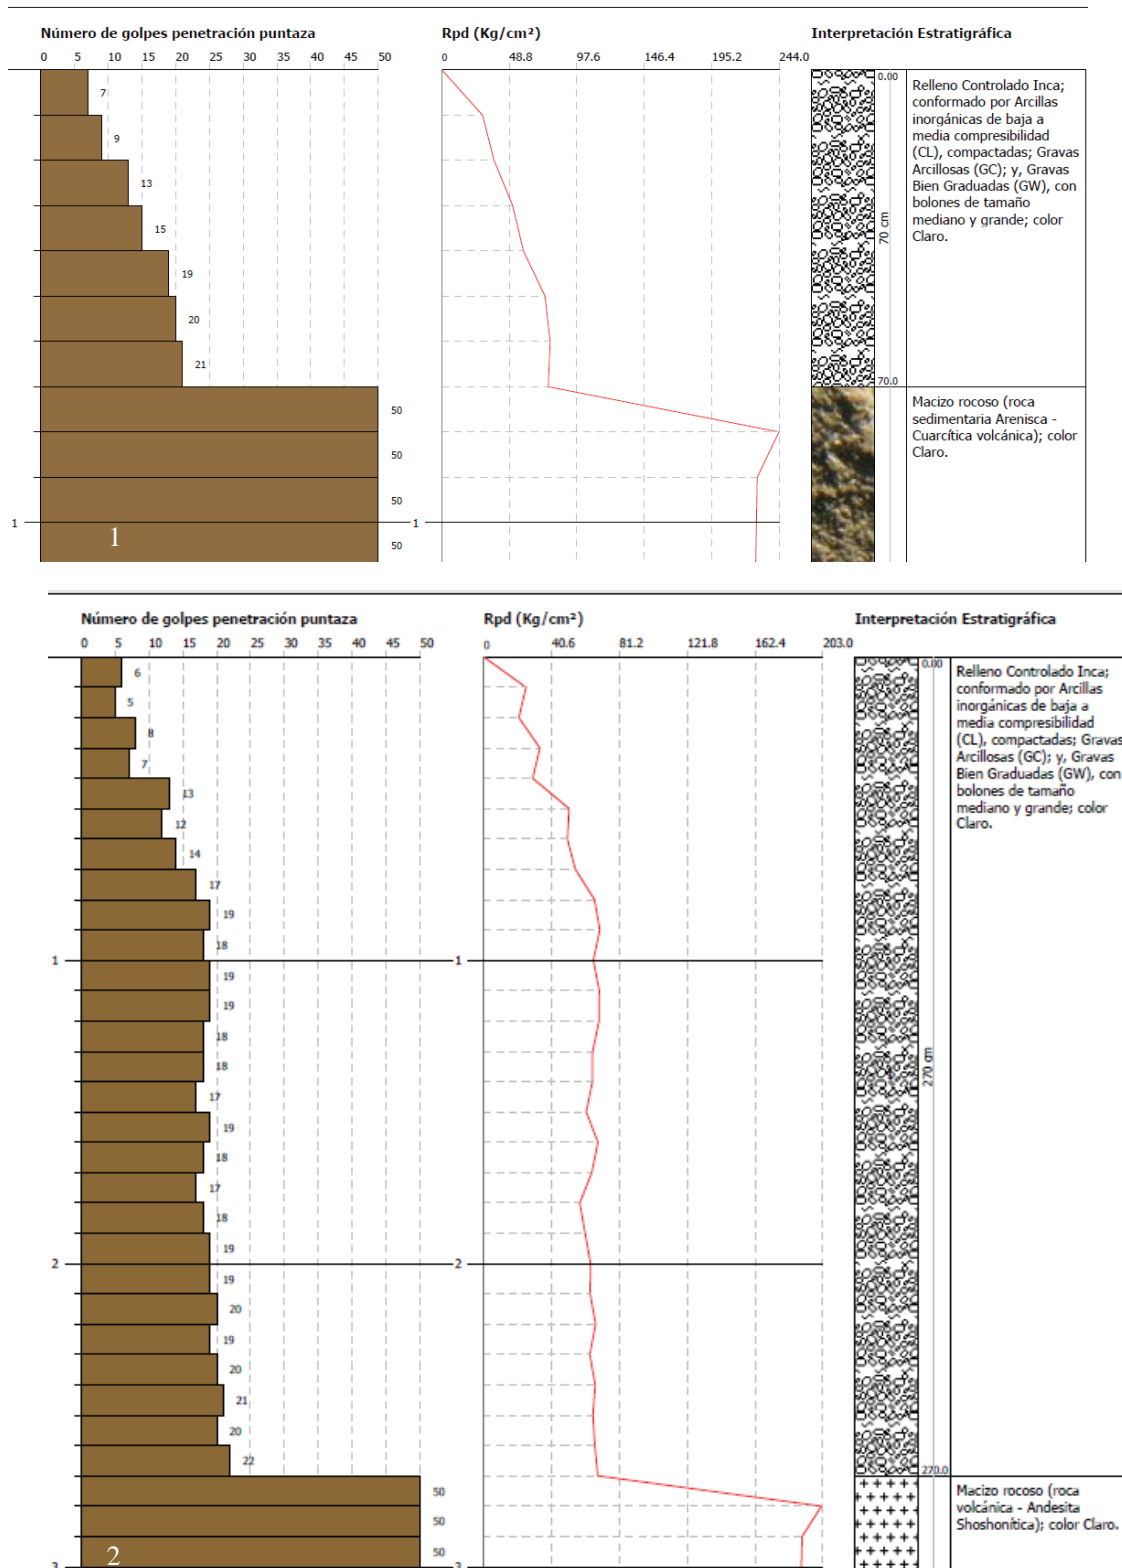 Número de golpes penetración puntaza Rpd (Kg/cm²) Interpretación Estratigráfica
0 5 10 15 20 25 30 35 40 45 50 0 48.8 97.6 146.4 195.2 244.0
0.00
7
9
13
15
19
20
21
50
50
50
50
1 1
1
70 cm
70.0
Relleno Controlado Inca;
conformado por Arcillas
inorgánicas de baja a
media compresibilidad
(CL), compactadas; Gravas
Arcillosas (GC); y, Gravas
Bien Graduadas (GW), con
bolones de tamaño
mediano y grande; color
Claro.
Macizo rocoso (roca
sedimentaria Arenisca -
Cuarcítica volcánica); color
Claro.
Número de golpes penetración puntaza Rpd (Kg/cm²) Interpretación Estratigráfica
0 5 10 15 20 25 30 35 40 45 50 0 40.6 81.2 121.8 162.4 203.0
0.00
6
5
8
7
13
12
14
17
19
18
1 1
19
19
18
18
17
19
18
17
18
19
2 2
19
20
19
20
21
20
22
50
50
50
3 3
2
270 cm
270.0
Relleno Controlado Inca;
conformado por Arcillas
inorgánicas de baja a
media compresibilidad
(CL), compactadas; Gravas
Arcillosas (GC); y, Gravas
Bien Graduadas (GW), con
bolones de tamaño
mediano y grande; color
Claro.
Macizo rocoso (roca
volcánica - Andesita
Shoshonítica); color Claro.